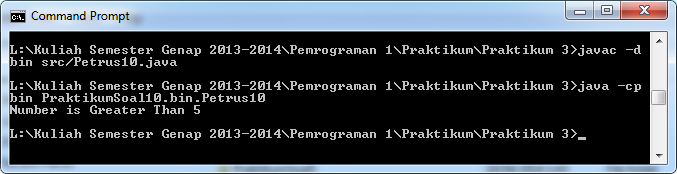 Command Prompt
L:\Kuliah Semester Genap 2013-2014\Pemrograman 1\Praktikum\Praktikum 3>javac -d
bin src/Petrus10.java
L:\Kuliah Semester Genap 2013-2014\Pemrograman 1\Praktikum\Praktikum 3>java -cp
bin PraktikumSoal10.bin.Petrus10
Number is Greater Than 5
L:\Kuliah Semester Genap 2013-2014\Pemrograman 1\Praktikum\Praktikum 3>_